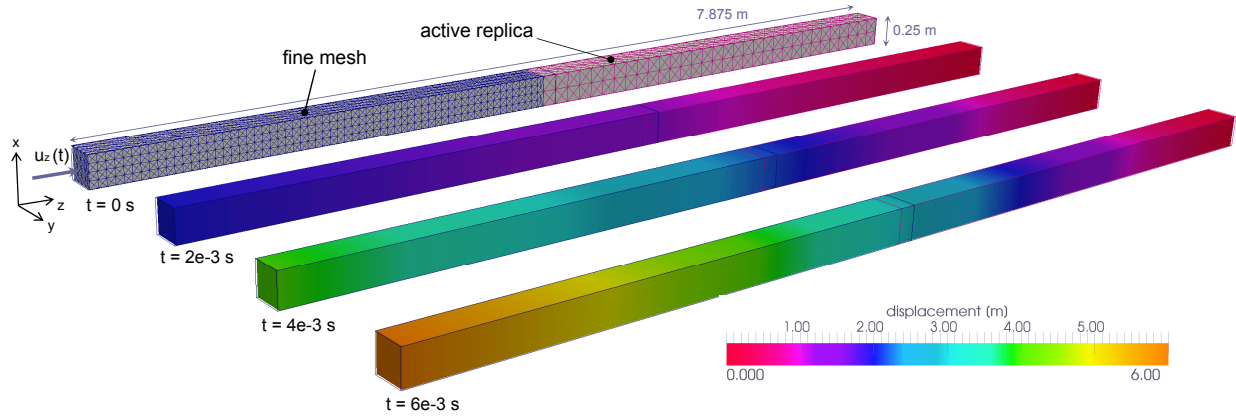 7.875 m
active replica
0.25 m
fine mesh
x
u_z(t)
z
y
t = 0 s
t = 2e-3 s
t = 4e-3 s
t = 6e-3 s
displacement [m]
1.00 2.00 3.00 4.00 5.00
0.000 6.00